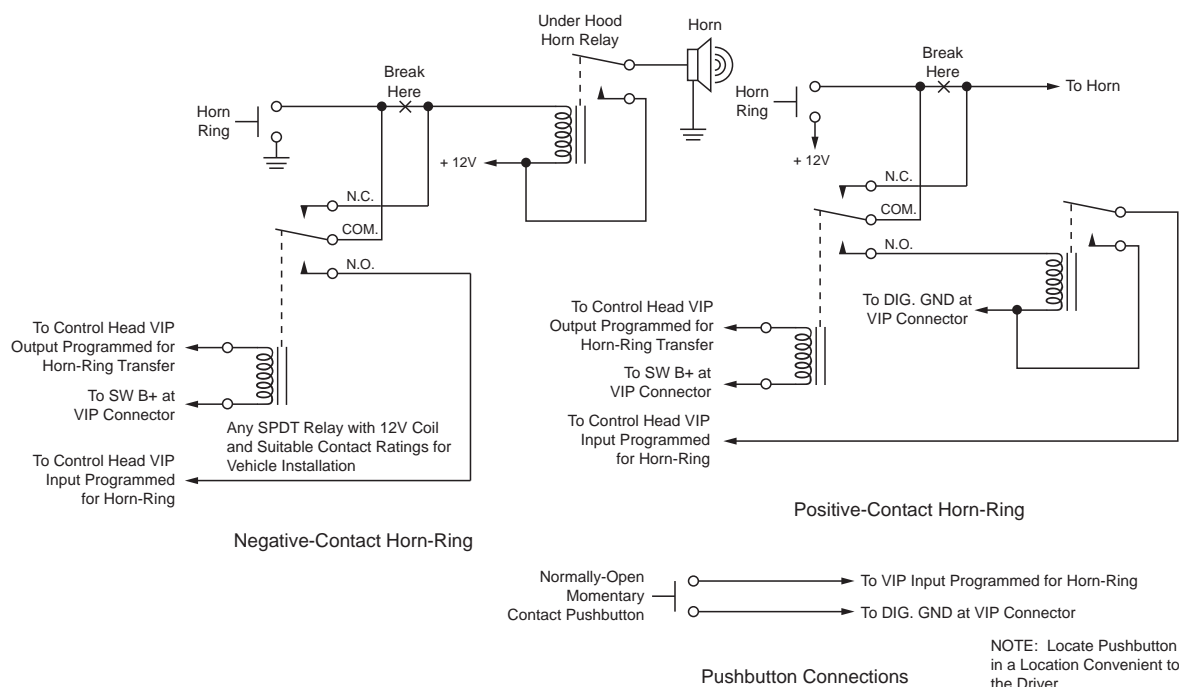 Under Hood
Horn Relay
Horn
Break
Here
Horn
Ring
+ 12V
N.C.
COM.
N.O.
To Control Head VIP
Output Programmed for
Horn-Ring Transfer
To SW B+ at
VIP Connector
Any SPDT Relay with 12V Coil
and Suitable Contact Ratings for
Vehicle Installation
To Control Head VIP
Input Programmed
for Horn-Ring
Negative-Contact Horn-Ring
Break
Here
To Horn
Horn
Ring
+ 12V
N.C.
COM.
N.O.
To DIG. GND at
VIP Connector
To Control Head VIP
Output Programmed for
Horn-Ring Transfer
To SW B+ at
VIP Connector
To Control Head VIP
Input Programmed
for Horn-Ring
Positive-Contact Horn-Ring
Normally-Open
Momentary
Contact Pushbutton
To VIP Input Programmed for Horn-Ring
To DIG. GND at VIP Connector
Pushbutton Connections
NOTE: Locate Pushbutton
in a Location Convenient to
the Driver